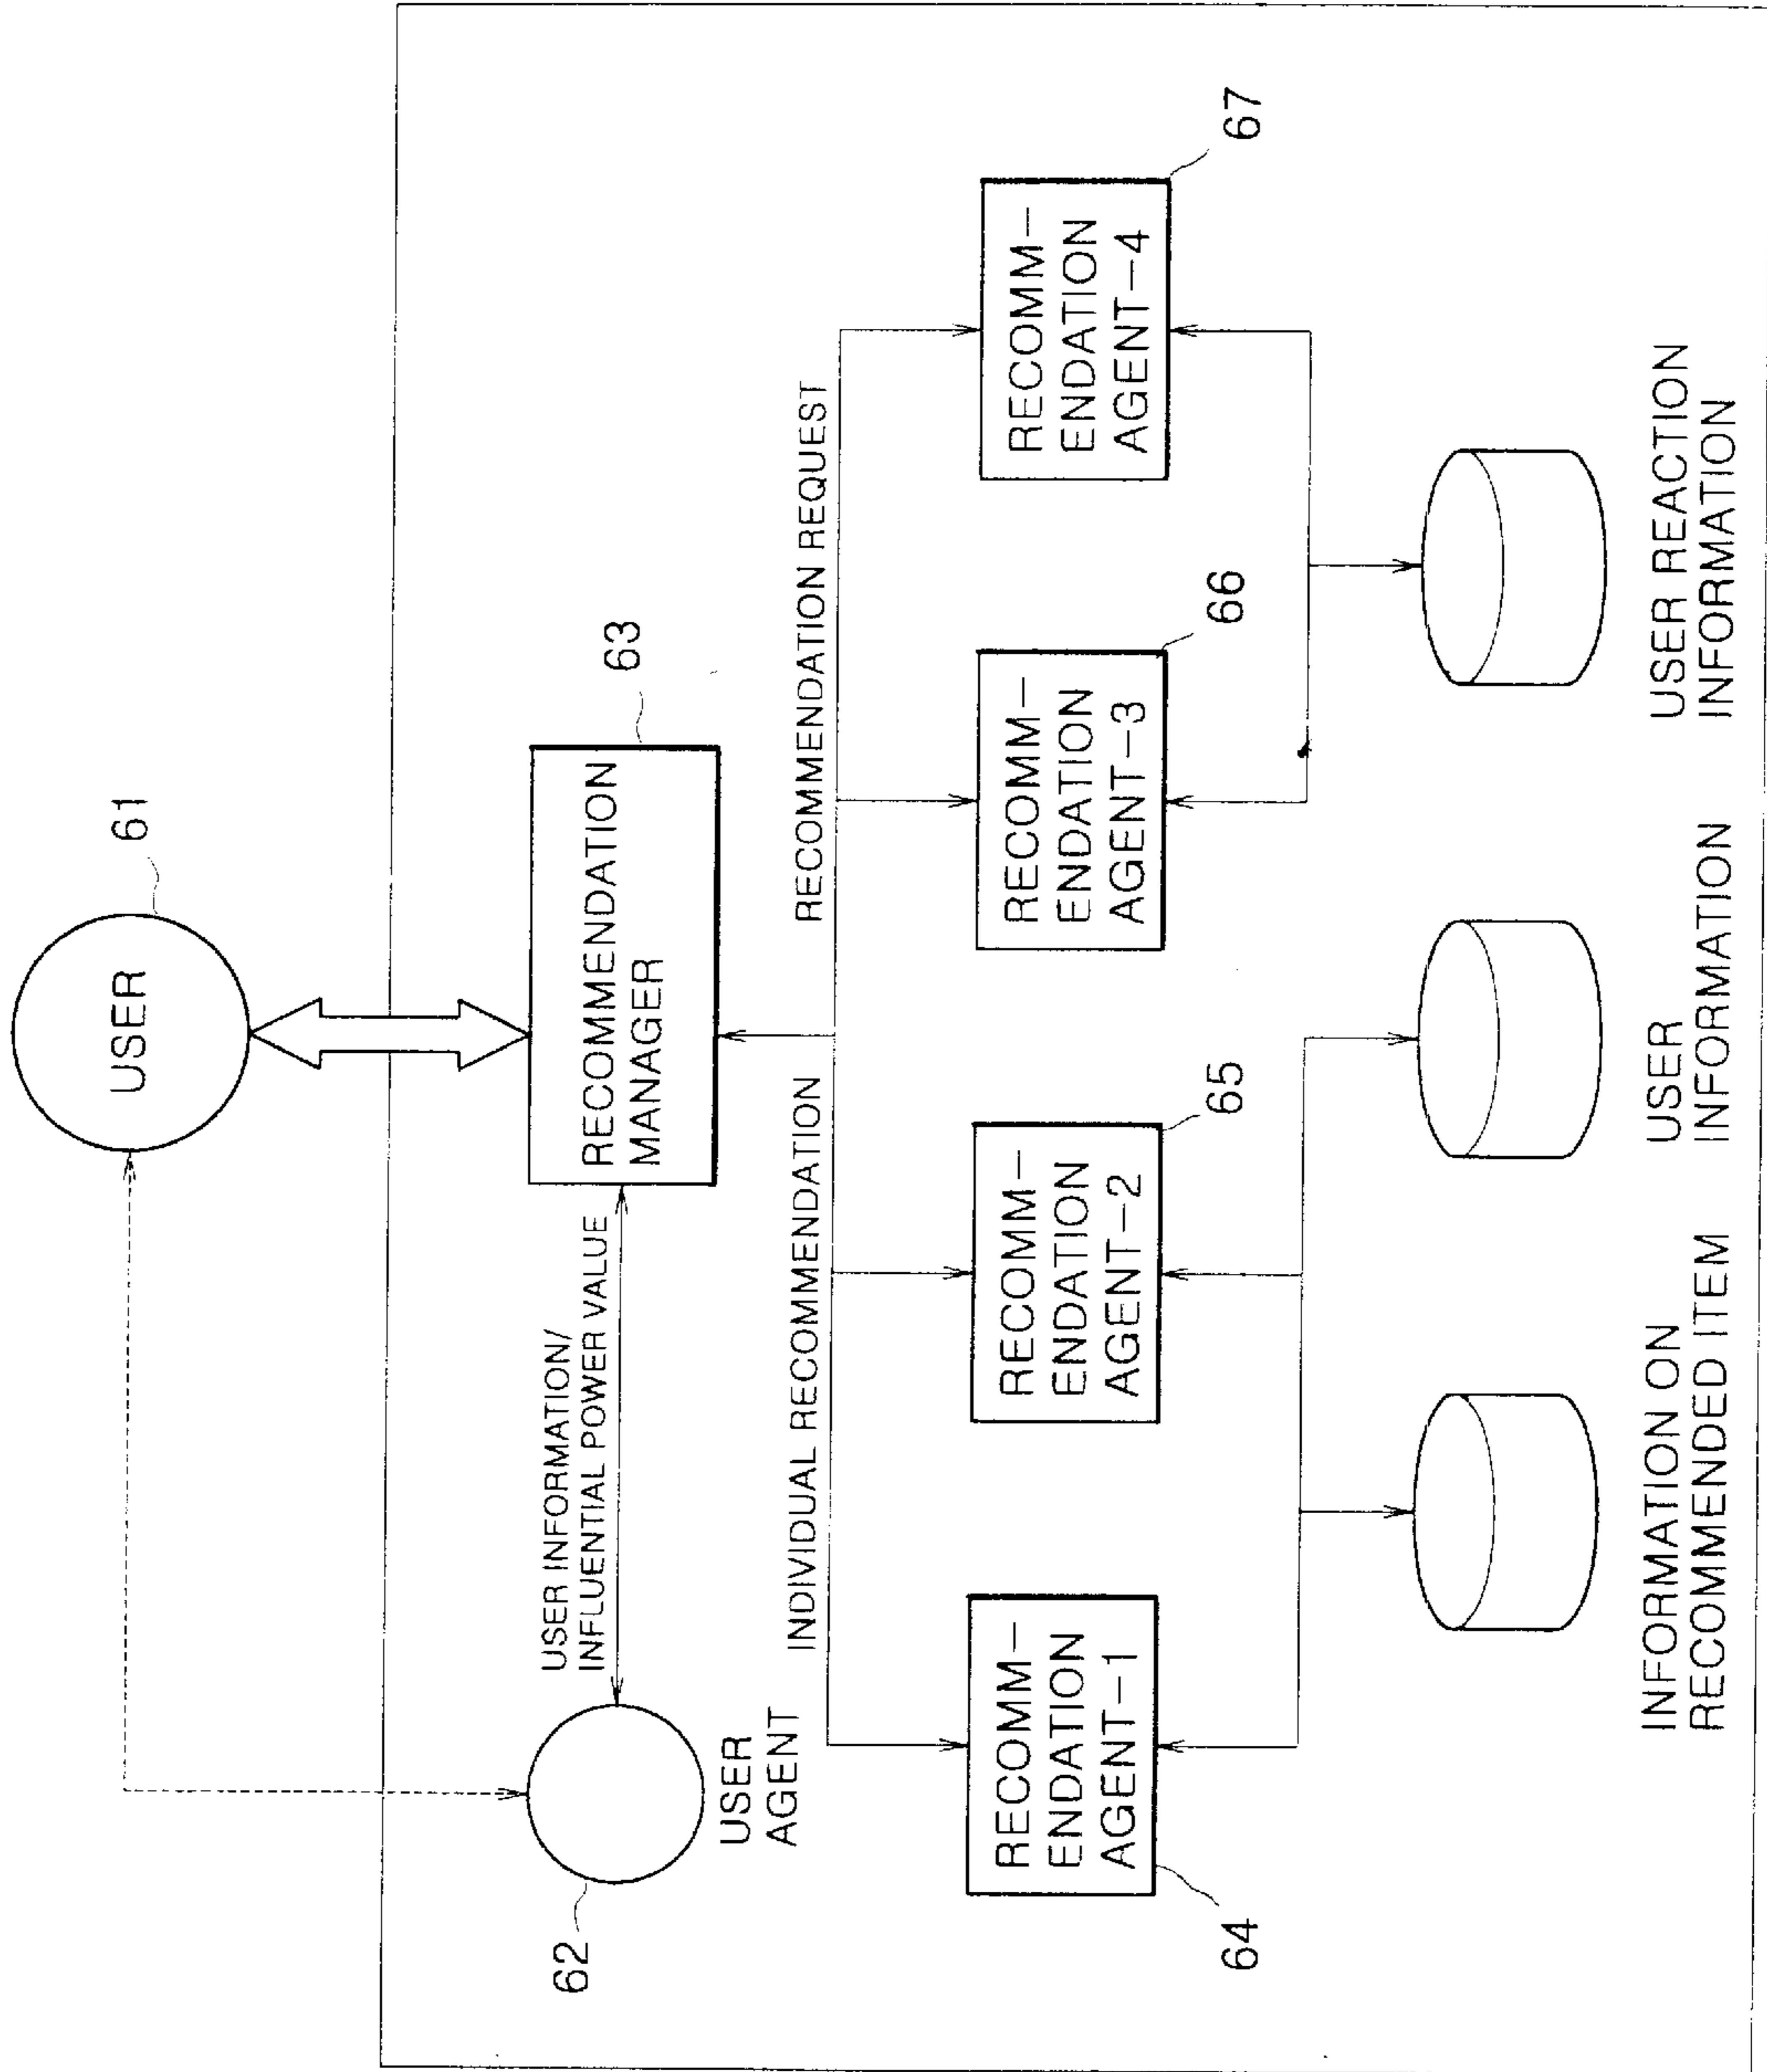 USER
61
USER INFORMATION/
INFLUENTIAL POWER VALUE
62
USER
AGENT
RECOMMENDATION
MANAGER
63
INDIVIDUAL RECOMMENDATION
RECOMMENDATION REQUEST
RECOMM-
ENDATION
AGENT-1
64
RECOMM-
ENDATION
AGENT-2
65
RECOMM-
ENDATION
AGENT-3
66
RECOMM-
ENDATION
AGENT-4
67
INFORMATION ON
RECOMMENDED ITEM
USER
INFORMATION
USER REACTION
INFORMATION